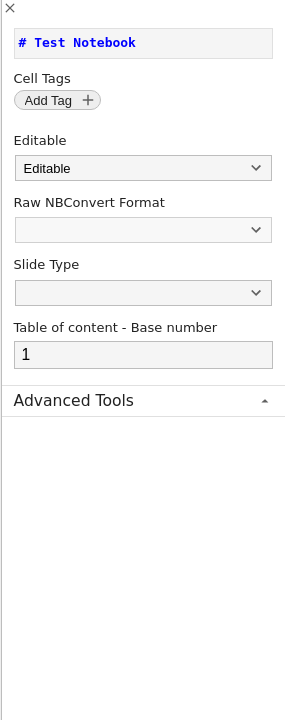 # Test Notebook
Cell Tags
Add Tag
Editable
Editable
Raw NBConvert Format
Slide Type
Table of content - Base number
1
Advanced Tools